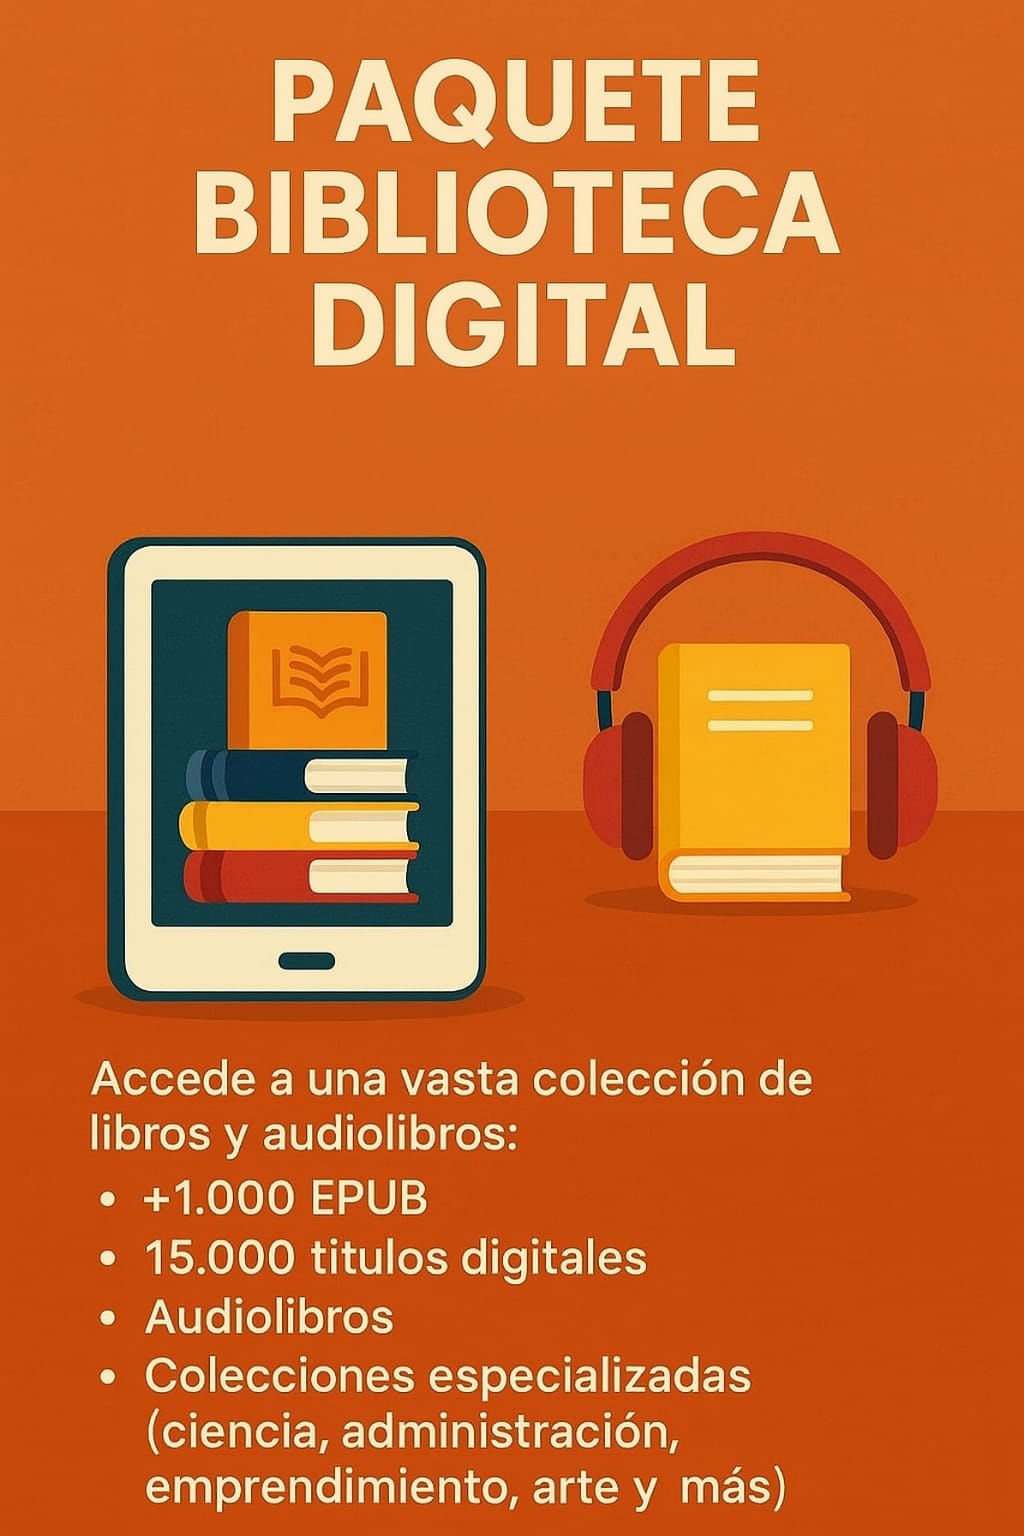 PAQUETE
BIBLIOTECA
DIGITAL
Accede a una vasta colección de
libros y audiolibros:
• +1.000 EPUB
• 15.000 titulos digitales
• Audiolibros
• Colecciones especializadas
(ciencia, administración,
emprendimiento, arte y más)